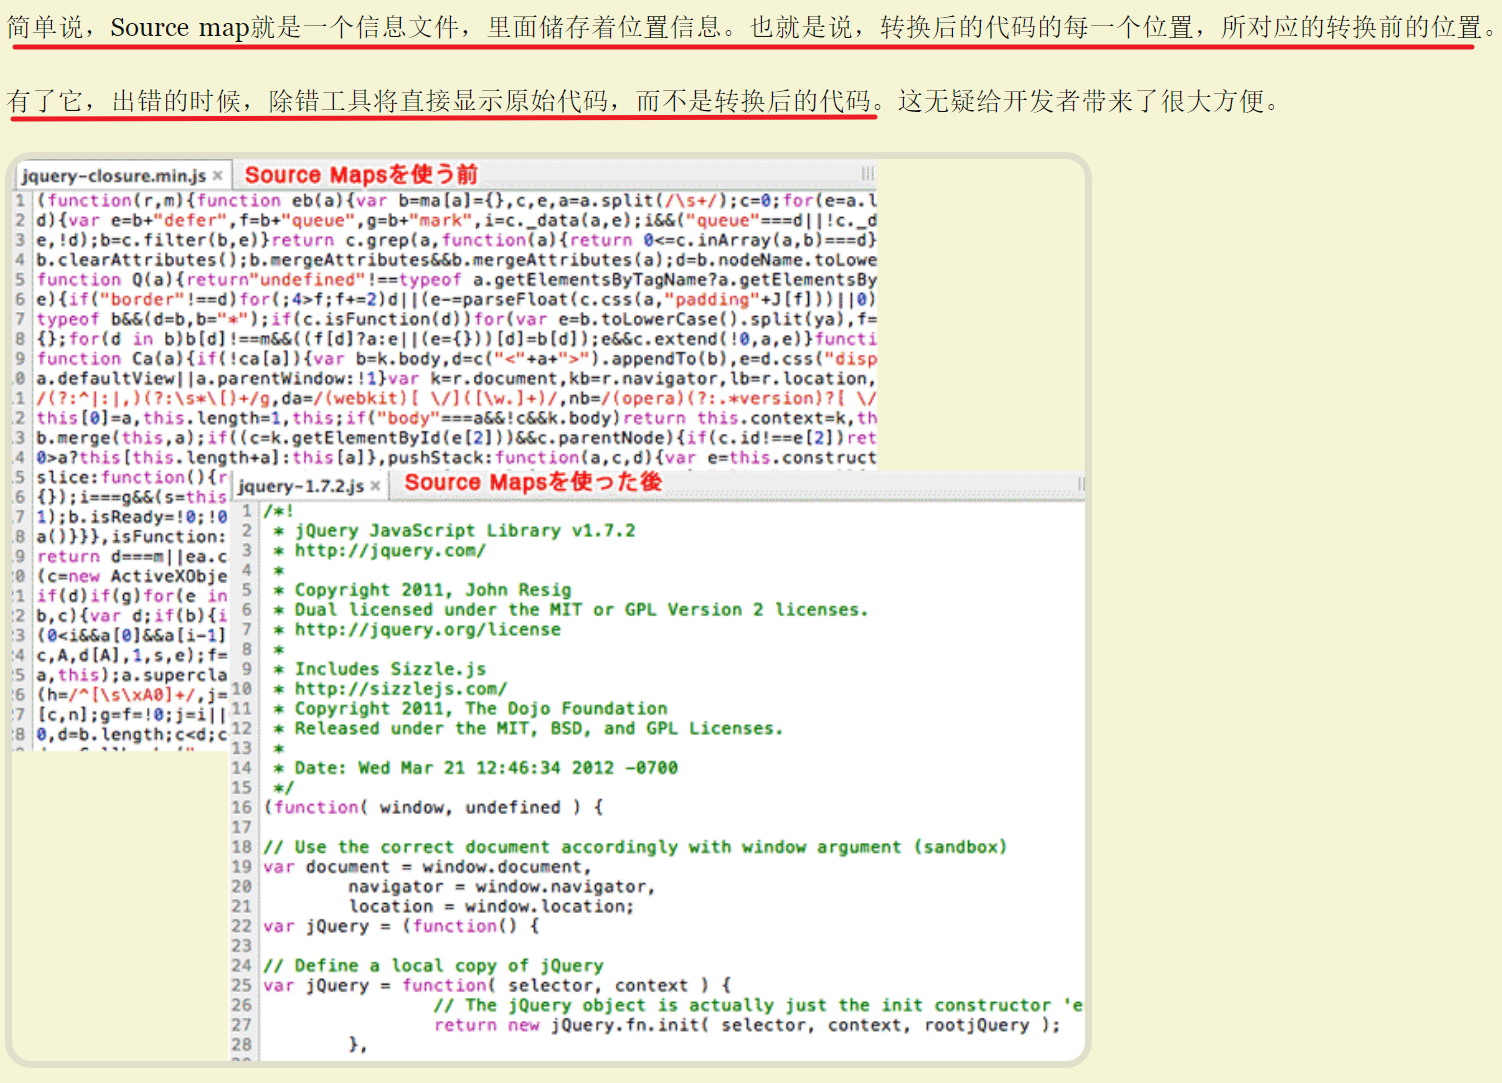 简单说，Source map就是一个信息文件，里面储存着位置信息。也就是说，转换后的代码的每一个位置，所对应的转换前的位置。
有了它，出错的时候，除错工具将直接显示原始代码，而不是转换后的代码。这无疑给开发者带来了很大方便。
jquery-closure.min.js × Source Mapsを使う前
1 (function(r,m){function eb(a){var b=ma[a]={},c,e,a=a.split(/\s+/);c=0;for(e=a.l
2 d){var e=b+"defer",f=b+"queue",g=b+"mark",i=c._data(a,e);i&&("queue"===d||!c._d
3 e,!d);b=c.filter(b,e)}return c.grep(a,function(a){return 0<=c.inArray(a,b)===d}
4 b.clearAttributes();b.mergeAttributes&&b.mergeAttributes(a);d=b.nodeName.toLowe
5 function Q(a){return"undefined"!==typeof a.getElementsByTagName?a.getElementsBy
6 e){if("border"!==d)for(;4>f;f+=2)d||(e-=parseFloat(c.css(a,"padding"+J[f]))||0)
7 typeof b&&(d=b,b="*");if(c.isFunction(d))for(var e=b.toLowerCase().split(ya),f=
8 {};for(d in b)b[d]!==m&&((f[d]?a:e||(e={}))[d]=b[d]);e&&c.extend(!0,a,e)}functi
9 function Ca(a){if(!ca[a]){var b=k.body,d=c("<"+a+">").appendTo(b),e=d.css("disp
0 a.defaultView||a.parentWindow:!1}var k=r.document,kb=r.navigator,lb=r.location,
1 /(?:^|:|,)(?:\s*\[)+/g,da=/(webkit)[ \/]([\w.]+)/,nb=/(opera)(?:.*version)?[ \/
2 this[0]=a,this.length=1,this;if("body"===a&&!c&&k.body)return this.context=k,th
3 b.merge(this,a);if((c=k.getElementById(e[2]))&&c.parentNode){if(c.id!==e[2])ret
4 0>a?this[this.length+a]:this[a]},pushStack:function(a,c,d){var e=this.construct
5 slice:function(){r
6 {});i===g&&(s=this
7 1);b.isReady=!0;!0
8 a()}}},isFunction:
9 return d===m||ea.c
0 (c=new ActiveXObje
1 if(d)if(g)for(e in
2 b,c){var d;if(b){i
3 (0<i&&a[0]&&a[i-1]
4 c,A,d[A],1,s,e);f=
5 a,this);a.supercla
6 (h=/^[\s\xA0]+/,j=
7 [c,n];g=f=!0;j=i||
8 0,d=b.length;c<d;c
jquery-1.7.2.js × Source Mapsを使った後
1 /*!
2 * jQuery JavaScript Library v1.7.2
3 * http://jquery.com/
4 *
5 * Copyright 2011, John Resig
6 * Dual licensed under the MIT or GPL Version 2 licenses.
7 * http://jquery.org/license
8 *
9 * Includes Sizzle.js
10 * http://sizzlejs.com/
11 * Copyright 2011, The Dojo Foundation
12 * Released under the MIT, BSD, and GPL Licenses.
13 *
14 * Date: Wed Mar 21 12:46:34 2012 -0700
15 */
16 (function( window, undefined ) {
17
18 // Use the correct document accordingly with window argument (sandbox)
19 var document = window.document,
20 navigator = window.navigator,
21 location = window.location;
22 var jQuery = (function() {
23
24 // Define a local copy of jQuery
25 var jQuery = function( selector, context ) {
26 // The jQuery object is actually just the init constructor 'e
27 return new jQuery.fn.init( selector, context, rootjQuery );
28 },